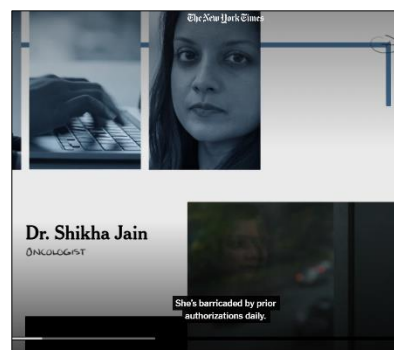 The New York Times
Dr. Shikha Jain
ONCOLOGIST
She's barricaded by prior
authorizations daily.